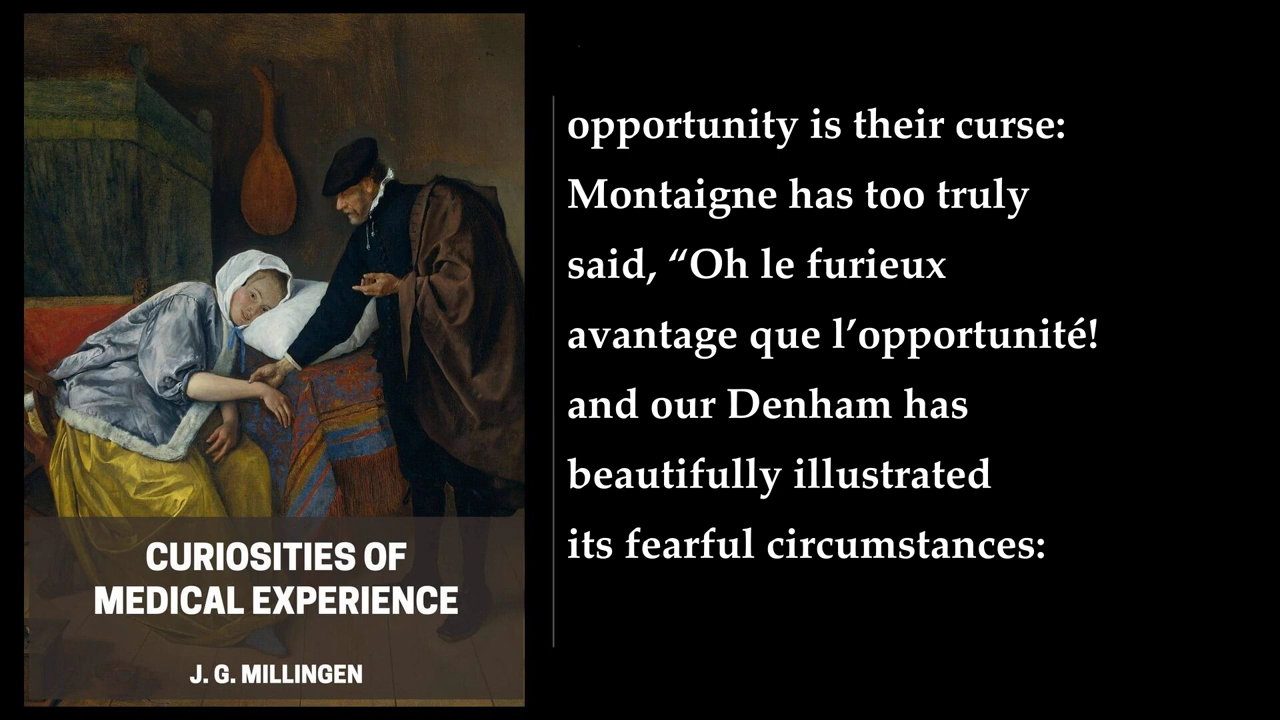 CURIOSITIES OF
MEDICAL EXPERIENCE
J. G. MILLINGEN
opportunity is their curse:
Montaigne has too truly
said, “Oh le furieux
avantage que l’opportunité!
and our Denham has
beautifully illustrated
its fearful circumstances: